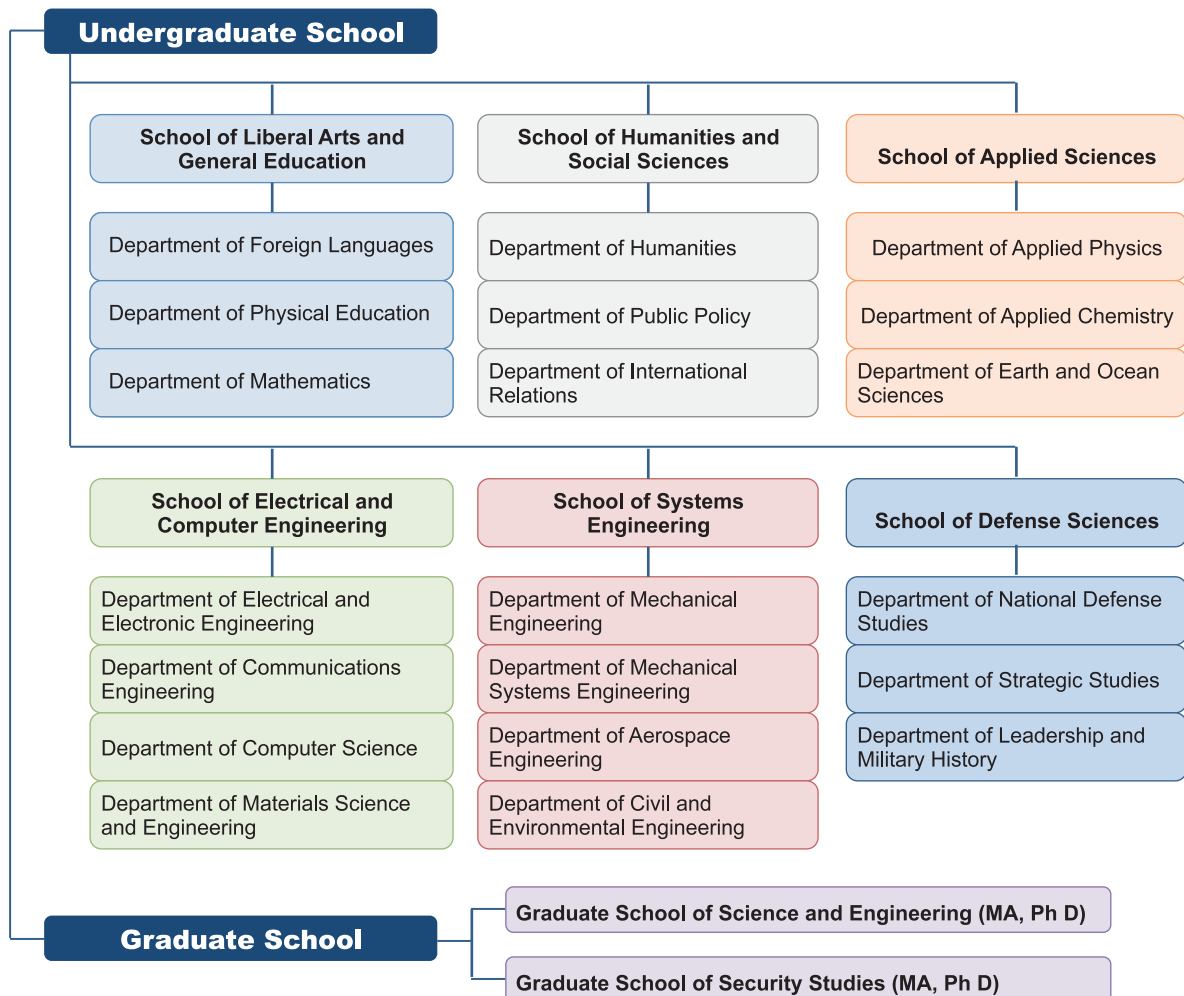 Undergraduate School
School of Liberal Arts and
General Education
Department of Foreign Languages
Department of Physical Education
Department of Mathematics
School of Humanities and
Social Sciences
Department of Humanities
Department of Public Policy
Department of International
Relations
School of Applied Sciences
Department of Applied Physics
Department of Applied Chemistry
Department of Earth and Ocean
Sciences
School of Electrical and
Computer Engineering
Department of Electrical and
Electronic Engineering
Department of Communications
Engineering
Department of Computer Science
Department of Materials Science
and Engineering
School of Systems
Engineering
Department of Mechanical
Engineering
Department of Mechanical
Systems Engineering
Department of Aerospace
Engineering
Department of Civil and
Environmental Engineering
School of Defense Sciences
Department of National Defense
Studies
Department of Strategic Studies
Department of Leadership and
Military History
Graduate School
Graduate School of Science and Engineering (MA, Ph D)
Graduate School of Security Studies (MA, Ph D)